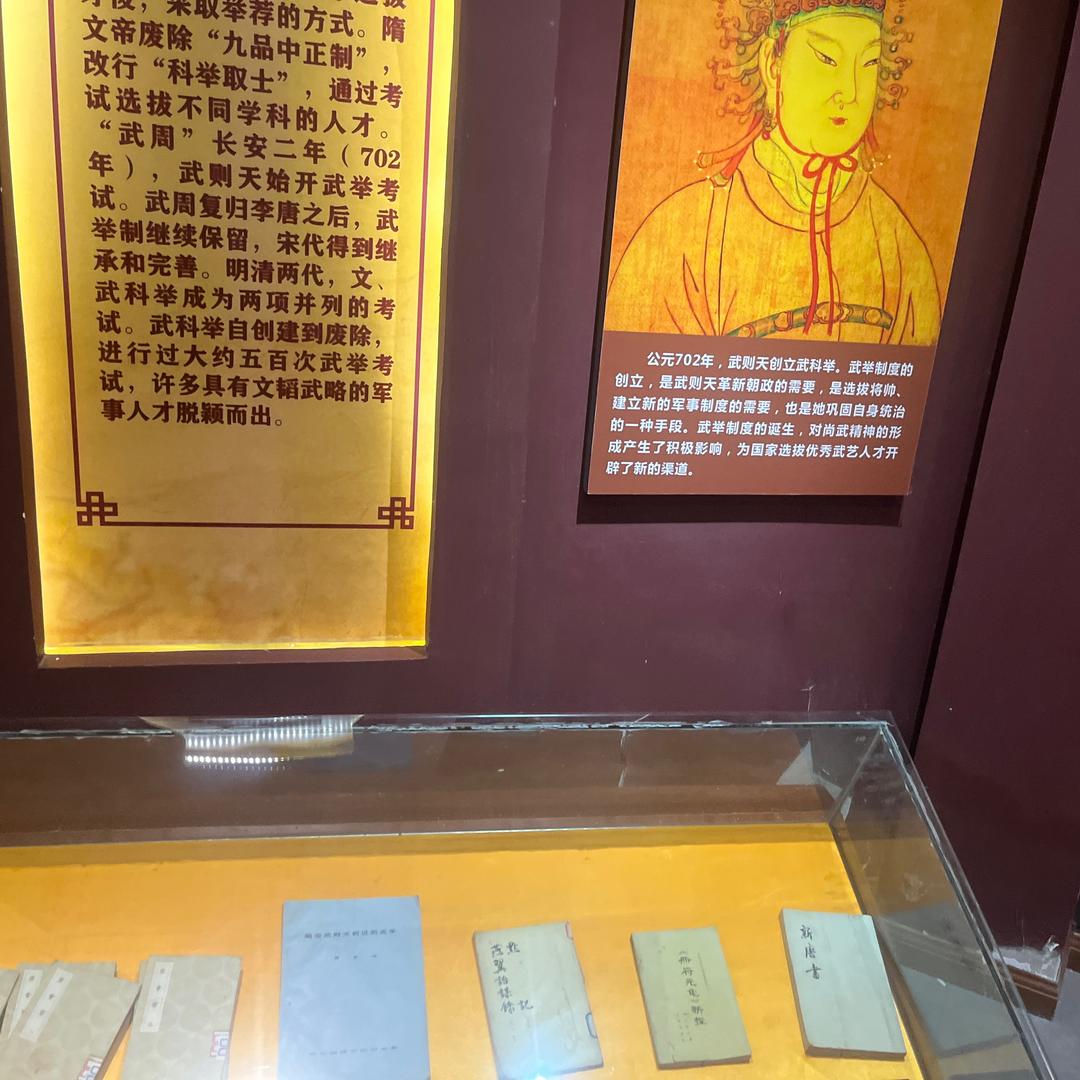 才俊，采取举荐的方式。隋
文帝废除“九品中正制”，
改行“科举取士”，通过考
试选拔不同学科的人才。
“武周”长安二年（702
年），武则天始开武举考
试。武周复归李唐之后，武
举制继续保留，宋代得到继
承和完善。明清两代，文、
武科举成为两项并列的考
试。武科举自创建到废除，
进行过大约五百次武举考
试，许多具有文韬武略的军
事人才脱颖而出。
公元702年，武则天创立武科举。武举制度的
创立，是武则天革新朝政的需要，是选拔将帅、
建立新的军事制度的需要，也是她巩固自身统治
的一种手段。武举制度的诞生，对尚武精神的形
成产生了积极影响，为国家选拔优秀武艺人才开
辟了新的渠道。
《册府元龟》新探
新唐书